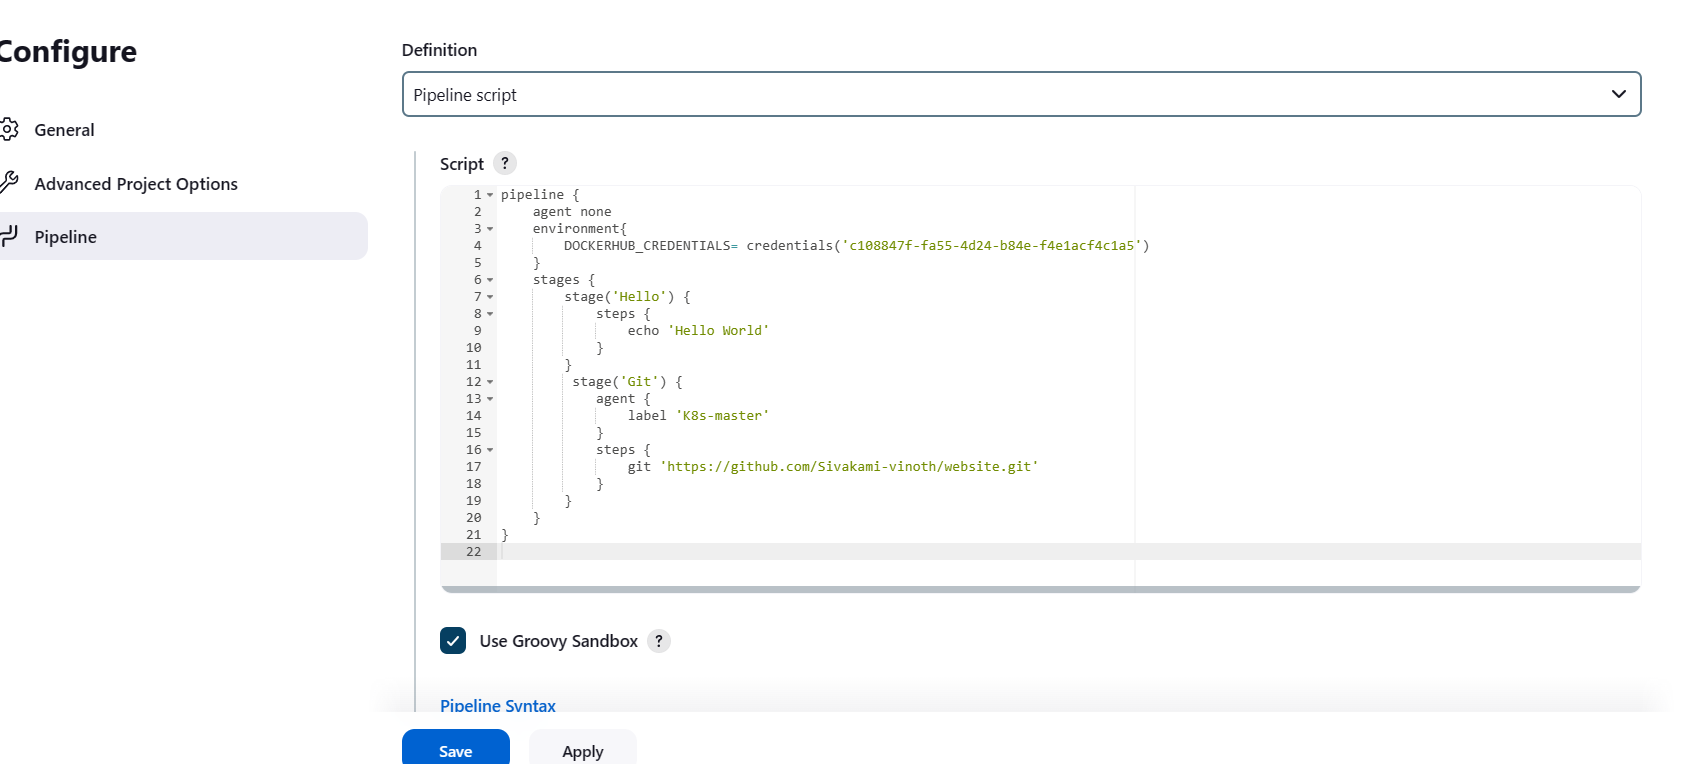 Configure
General
Advanced Project Options
Pipeline
Definition
Pipeline script
Script ?
1 pipeline {
2     agent none
3     environment{
4         DOCKERHUB_CREDENTIALS= credentials('c108847f-fa55-4d24-b84e-f4e1acf4c1a5')
5     }
6     stages {
7         stage('Hello') {
8             steps {
9                 echo 'Hello World'
10             }
11         }
12          stage('Git') {
13             agent {
14                 label 'K8s-master'
15             }
16             steps {
17                 git 'https://github.com/Sivakami-vinoth/website.git'
18             }
19         }
20     }
21 }
22
Use Groovy Sandbox ?
Pipeline Syntax
Save
Apply